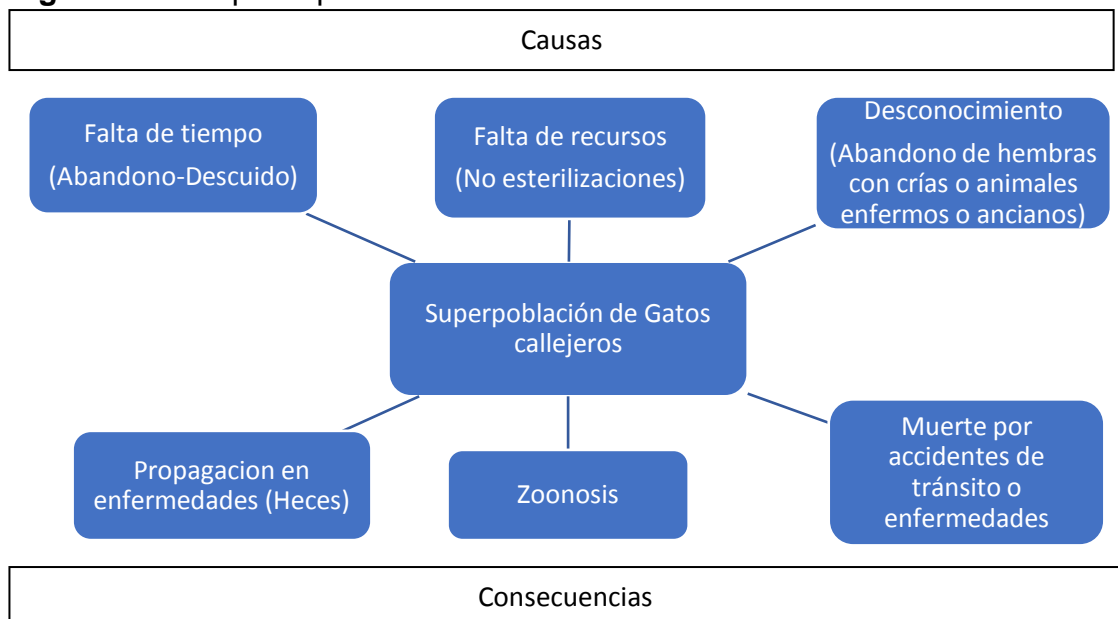 Causas
Falta de tiempo
(Abandono-Descuido)
Falta de recursos
(No esterilizaciones)
Desconocimiento
(Abandono de hembras
con crías o animales
enfermos o ancianos)
Superpoblación de Gatos
callejeros
Propagacion en
enfermedades (Heces)
Zoonosis
Muerte por
accidentes de
tránsito o
enfermedades
Consecuencias